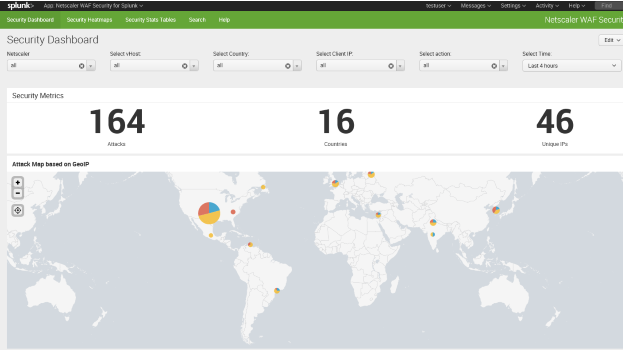 splunk> App: Netscaler WAF Security for Splunk testuser Messages Settings Activity Help Find
Security Dashboard Security Heatmaps Security Stats Tables Search Help Netscaler WAF Securit
Security Dashboard Edit
Netscaler Select vHost: Select Country: Select Client IP: Select action: Select Time:
all all all all all Last 4 hours
Security Metrics
164 16 46
Attacks Countries Unique IPs
Attack Map based on GeoIP
+
−